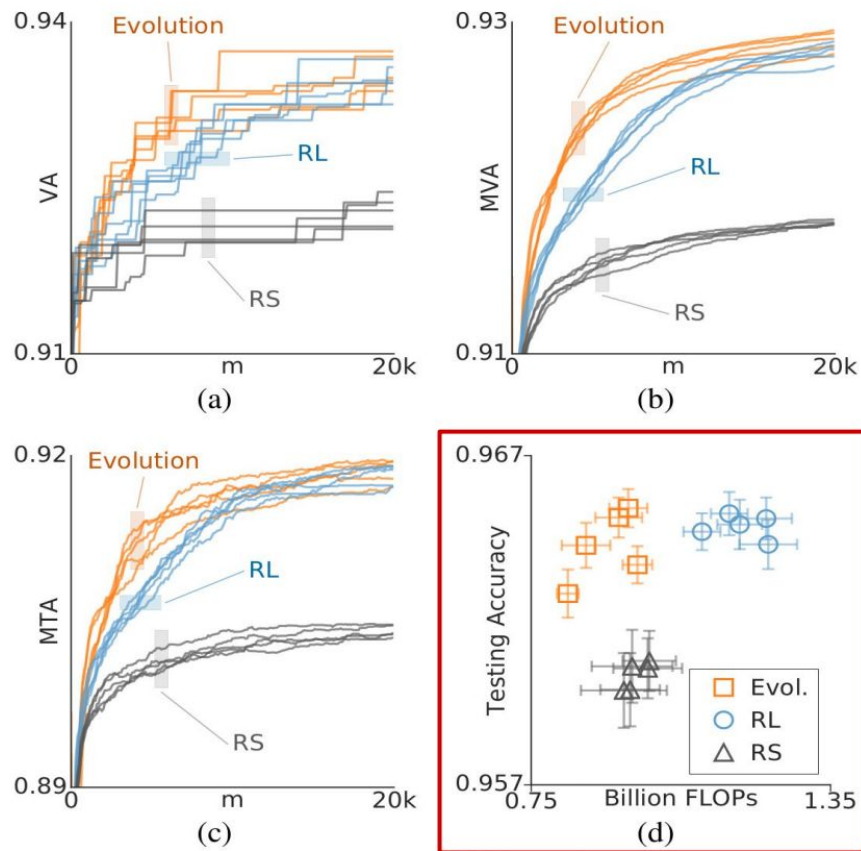 0.94
Evolution
VA
RL
RS
0.91
0
m
20k
(a)
0.93
Evolution
MVA
RL
RS
0.91
0
m
20k
(b)
0.92
Evolution
MTA
RL
RS
0.89
0
m
20k
(c)
0.967
Testing Accuracy
Evol.
RL
RS
0.957
0.75
Billion FLOPs
1.35
(d)